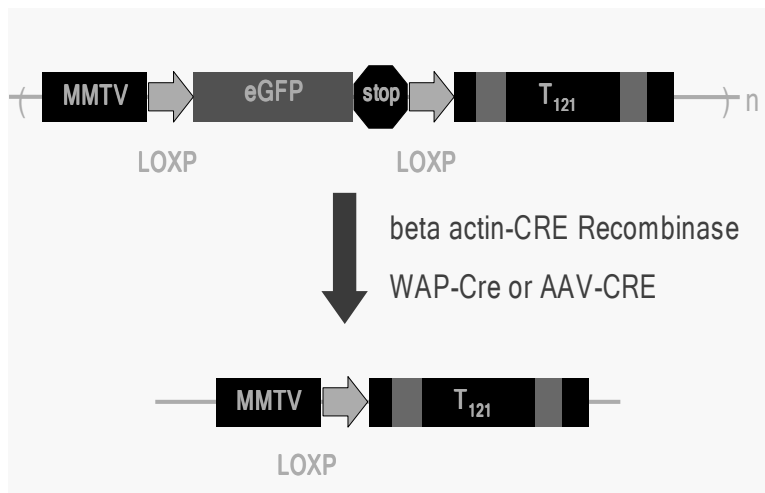 ( MMTV eGFP stop T121 ) n
LOXP LOXP
beta actin-CRE Recombinase
WAP-Cre or AAV-CRE
MMTV T121
LOXP